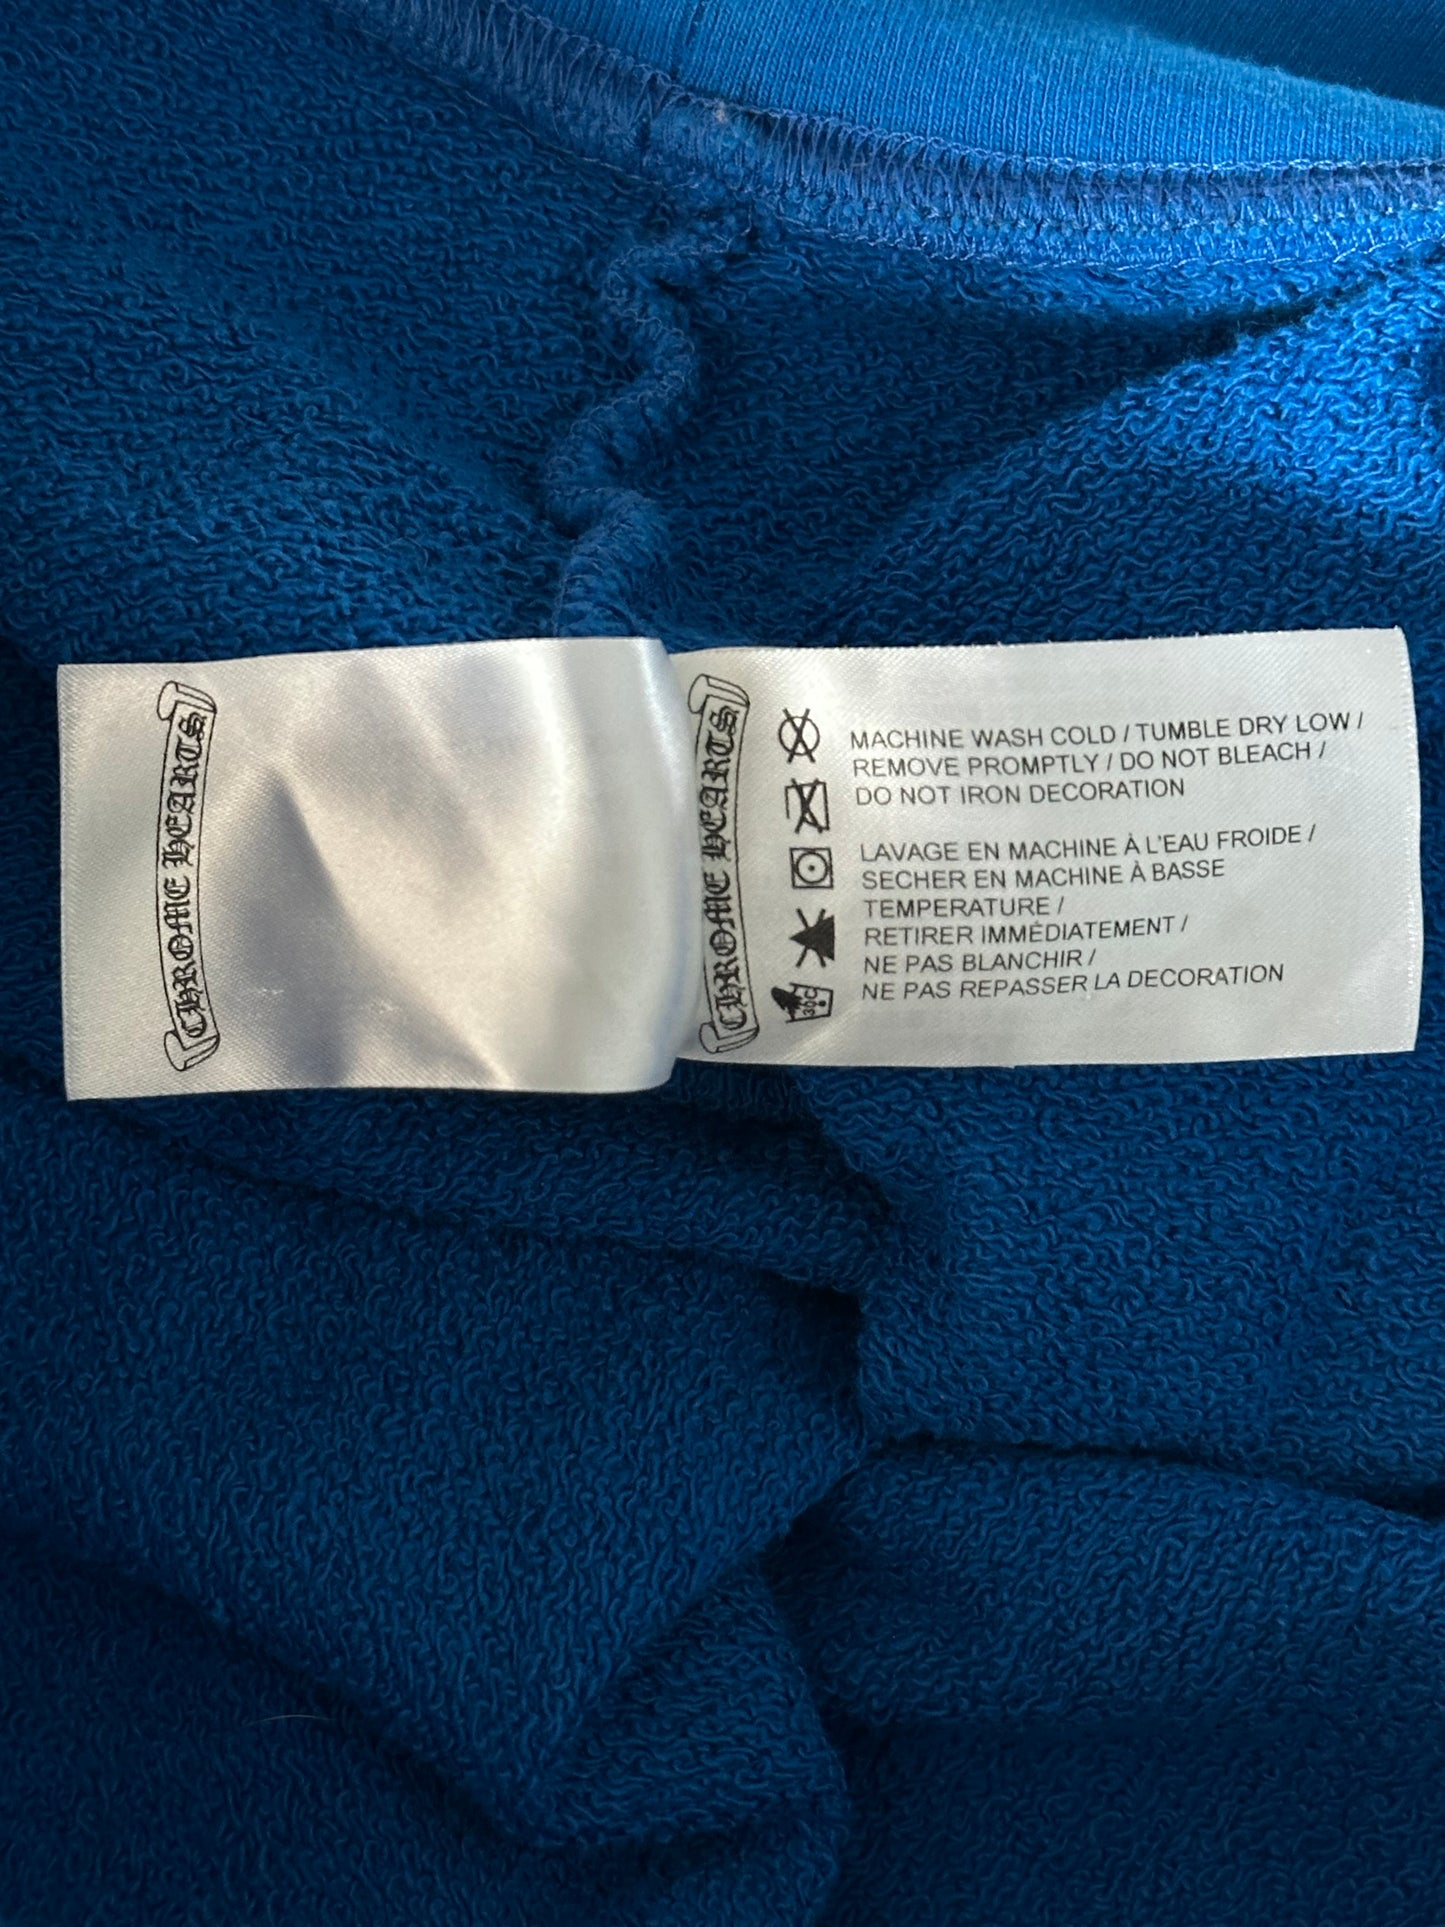 CHROME HEARTS
CHROME HEARTS
MACHINE WASH COLD / TUMBLE DRY LOW /
REMOVE PROMPTLY / DO NOT BLEACH /
DO NOT IRON DECORATION
LAVAGE EN MACHINE À L'EAU FROIDE /
SECHER EN MACHINE À BASSE
TEMPERATURE /
RETIRER IMMÉDIATEMENT /
NE PAS BLANCHIR /
NE PAS REPASSER LA DECORATION
30C